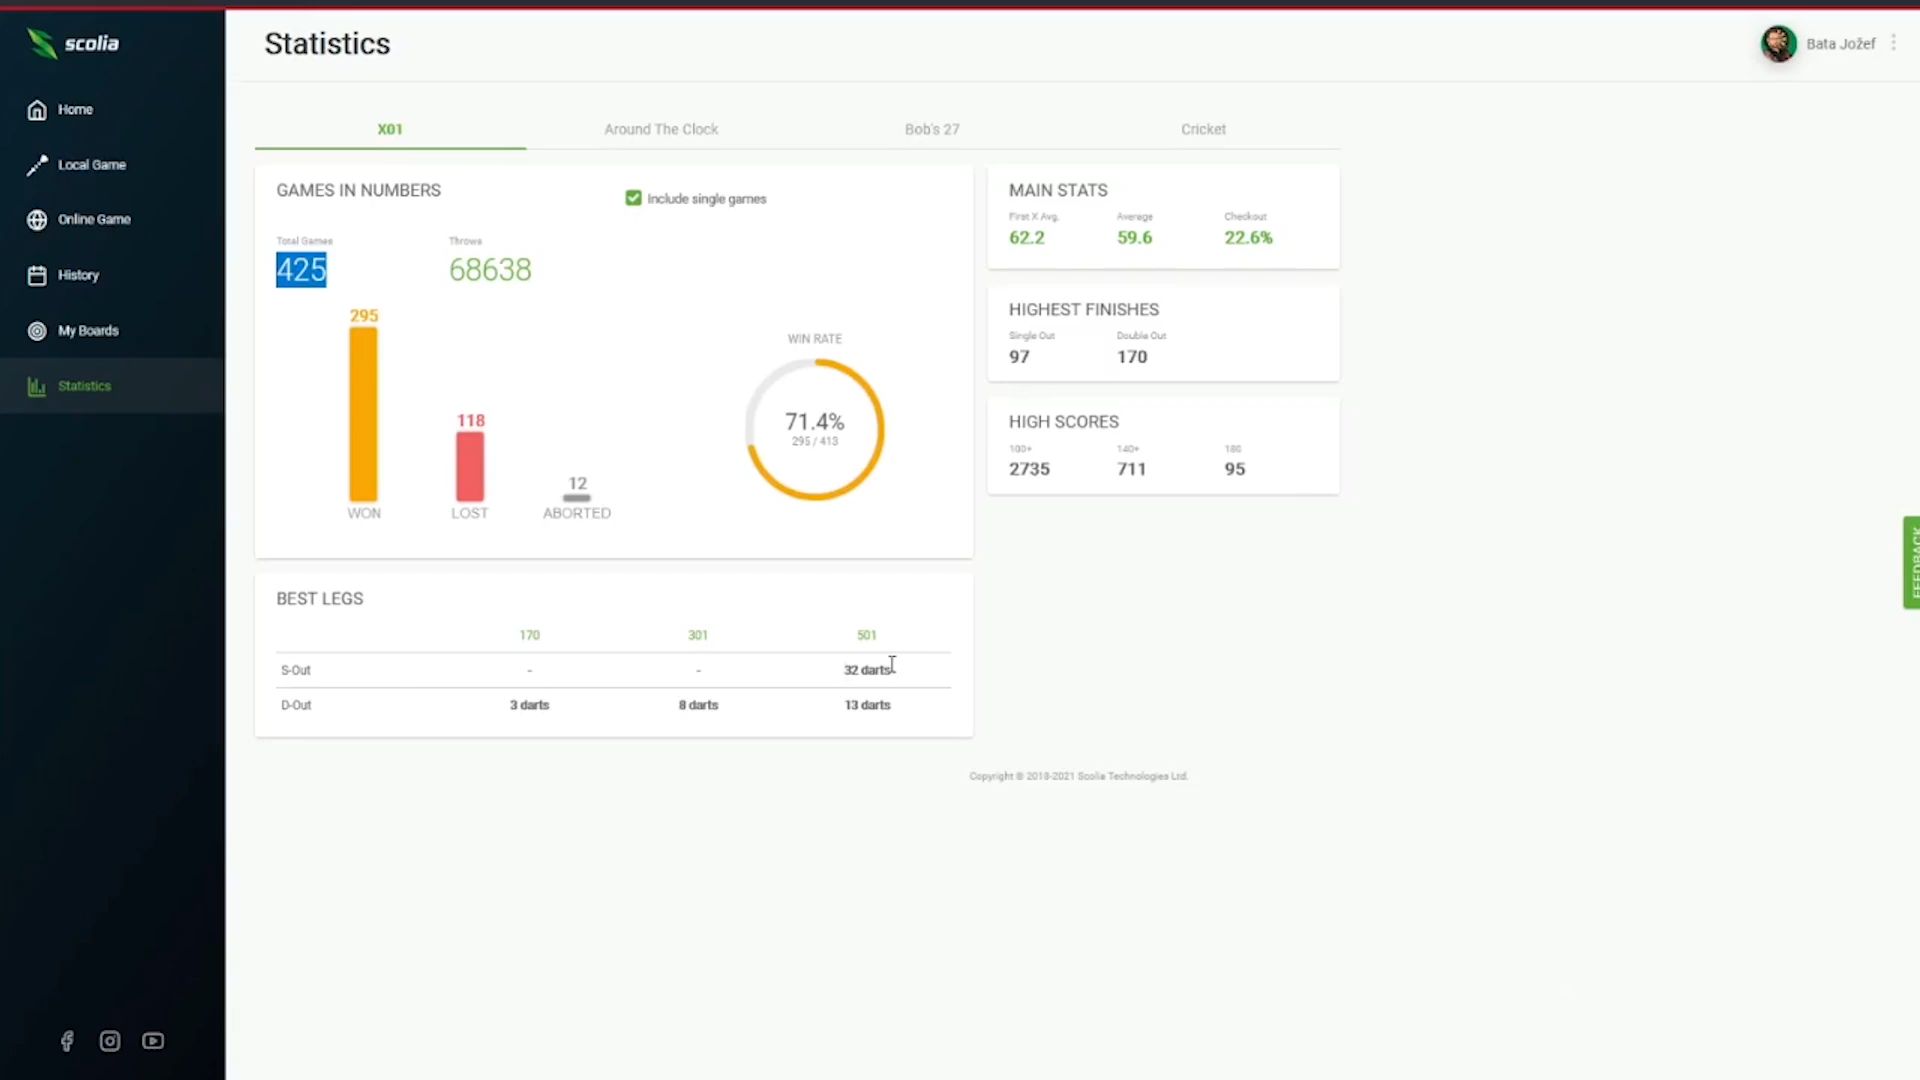 scolia
Statistics
Bata Jožef
Home
Local Game
Online Game
History
My Boards
Statistics
X01
Around The Clock
Bob's 27
Cricket
GAMES IN NUMBERS
Include single games
Total Games
Throws
425
68638
295
118
12
WON
LOST
ABORTED
WIN RATE
71.4%
295 / 413
MAIN STATS
First X Avg.
Average
Checkout
62.2
59.6
22.6%
HIGHEST FINISHES
Single Out
Double Out
97
170
HIGH SCORES
100+
140+
180
2735
711
95
BEST LEGS
170
301
501
S-Out
-
-
32 darts
D-Out
3 darts
8 darts
13 darts
Copyright © 2018-2021 Scolia Technologies Ltd.
FEEDBACK